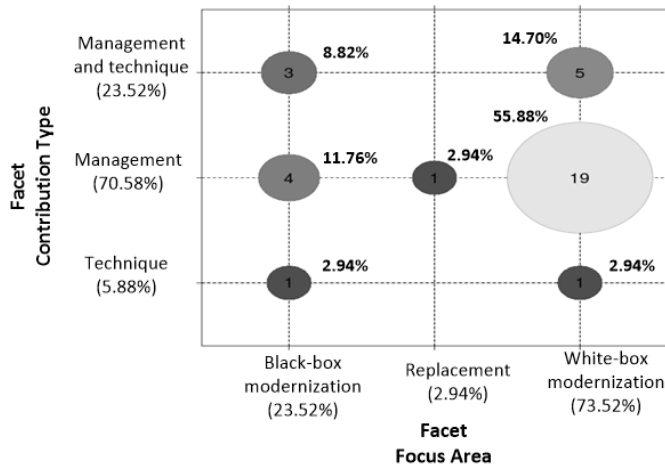 Management
and technique
(23.52%)
8.82%
3
14.70%
5
Facet
Contribution Type
Management
(70.58%)
11.76%
4
2.94%
1
55.88%
19
Technique
(5.88%)
2.94%
1
2.94%
1
Black-box
modernization
(23.52%)
Replacement
(2.94%)
White-box
modernization
(73.52%)
Facet
Focus Area